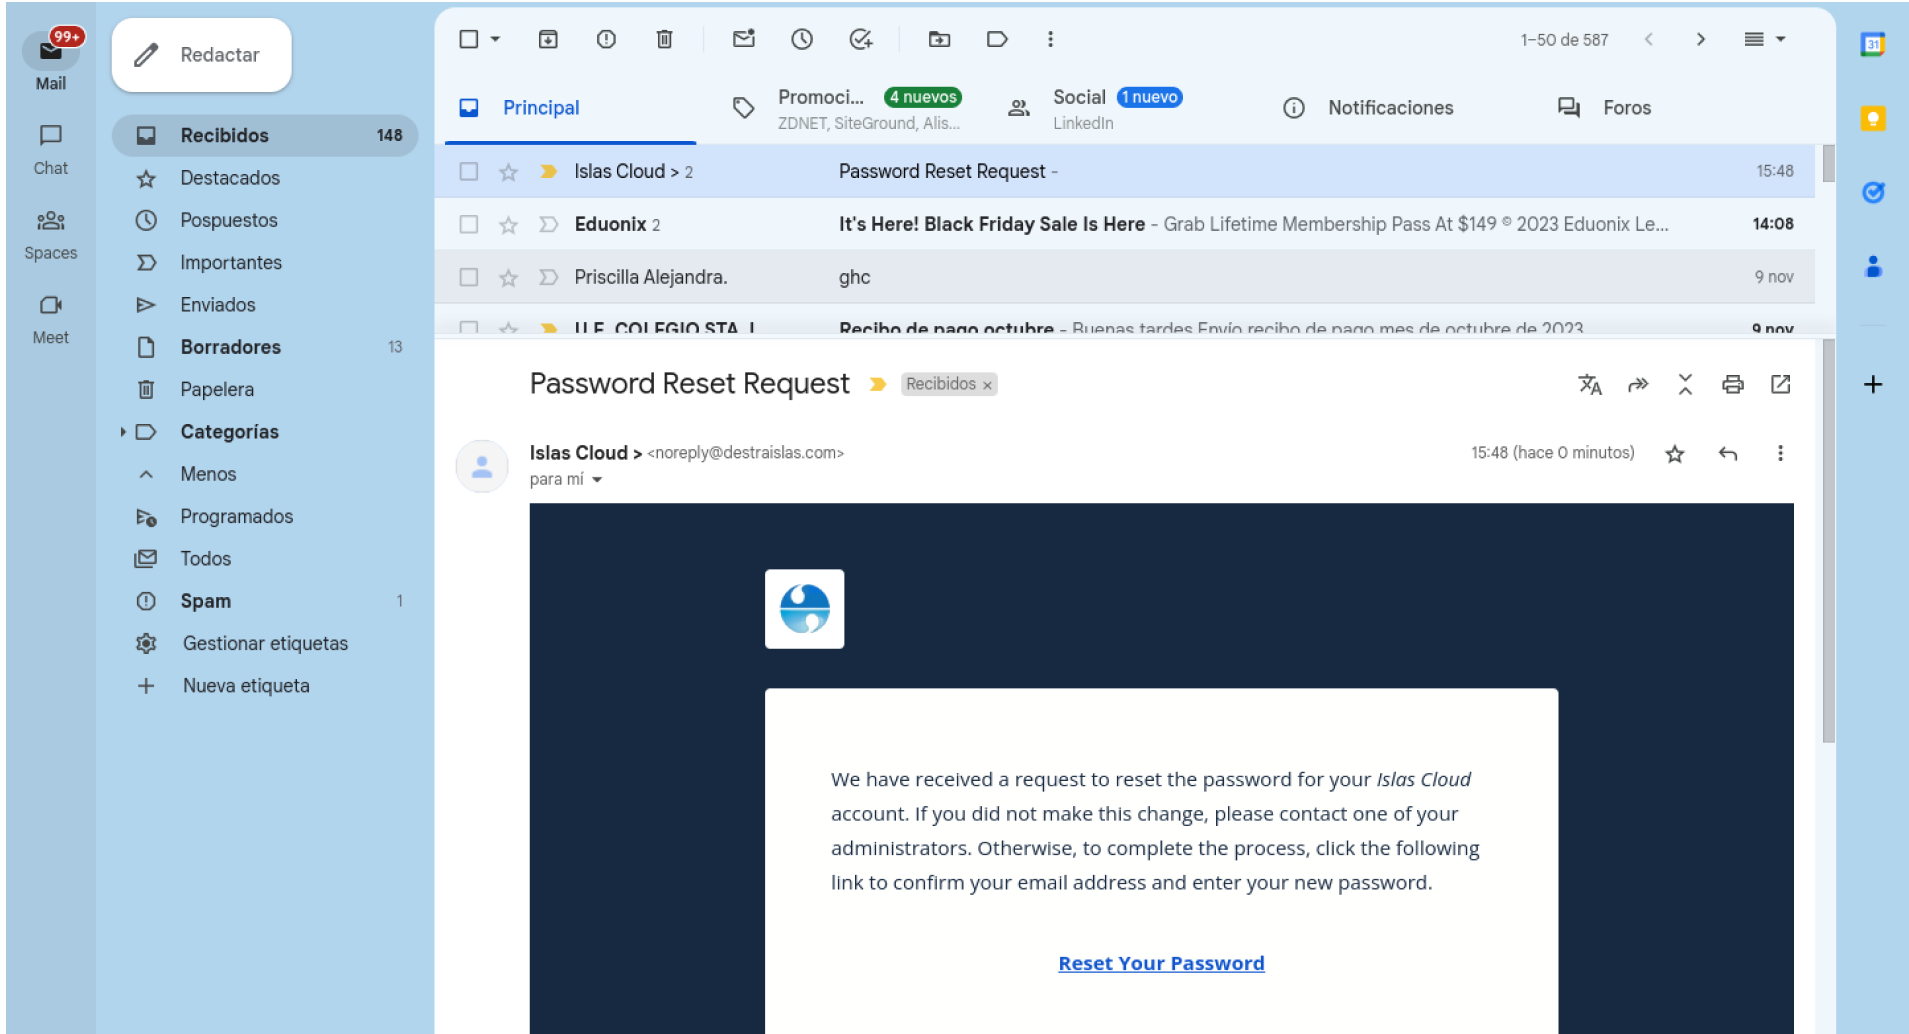 99+
Mail
Chat
Spaces
Meet
Redactar
Recibidos 148
Destacados
Pospuestos
Importantes
Enviados
Borradores 13
Papelera
Categorías
Menos
Programados
Todos
Spam 1
Gestionar etiquetas
Nueva etiqueta
1–50 de 587
Principal
Promoci... 4 nuevos
ZDNET, SiteGround, Alis...
Social 1 nuevo
LinkedIn
Notificaciones
Foros
Islas Cloud > 2 Password Reset Request - 15:48
Eduonix 2 It's Here! Black Friday Sale Is Here - Grab Lifetime Membership Pass At $149 © 2023 Eduonix Le... 14:08
Priscilla Alejandra. ghc 9 nov
U.E. COLEGIO STA. Recibo de pago octubre - Buenas tardes Envío recibo de pago mes de octubre de 2023 9 nov
Password Reset Request Recibidos ×
Islas Cloud > <noreply@destraislas.com> 15:48 (hace 0 minutos)
para mí
We have received a request to reset the password for your Islas Cloud
account. If you did not make this change, please contact one of your
administrators. Otherwise, to complete the process, click the following
link to confirm your email address and enter your new password.
Reset Your Password
31